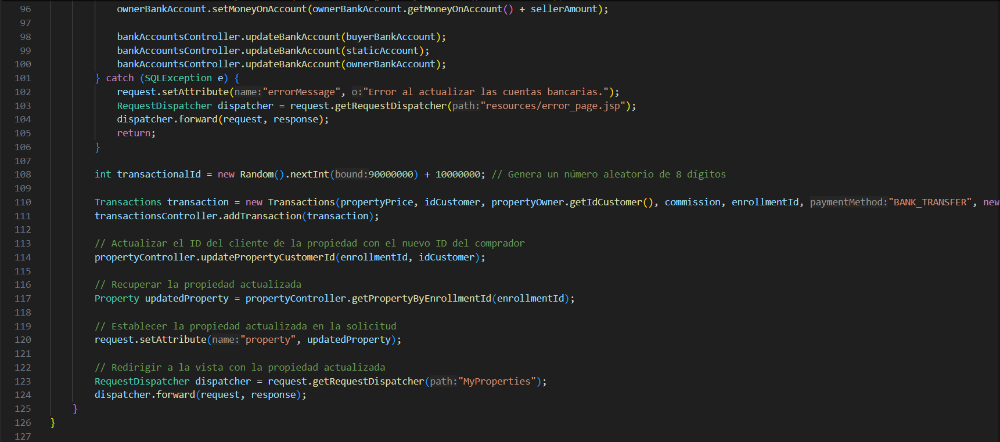 96 ownerBankAccount.setMoneyOnAccount(ownerBankAccount.getMoneyOnAccount() + sellerAmount);
97
98 bankAccountsController.updateBankAccount(buyerBankAccount);
99 bankAccountsController.updateBankAccount(staticAccount);
100 bankAccountsController.updateBankAccount(ownerBankAccount);
101 } catch (SQLException e) {
102 request.setAttribute(name:"errorMessage", o:"Error al actualizar las cuentas bancarias.");
103 RequestDispatcher dispatcher = request.getRequestDispatcher(path:"resources/error_page.jsp");
104 dispatcher.forward(request, response);
105 return;
106 }
107
108 int transactionalId = new Random().nextInt(bound:90000000) + 10000000; // Genera un número aleatorio de 8 dígitos
109
110 Transactions transaction = new Transactions(propertyPrice, idCustomer, propertyOwner.getIdCustomer(), commission, enrollmentId, paymentMethod:"BANK_TRANSFER", new
111 transactionsController.addTransaction(transaction);
112
113 // Actualizar el ID del cliente de la propiedad con el nuevo ID del comprador
114 propertyController.updatePropertyCustomerId(enrollmentId, idCustomer);
115
116 // Recuperar la propiedad actualizada
117 Property updatedProperty = propertyController.getPropertyByEnrollmentId(enrollmentId);
118
119 // Establecer la propiedad actualizada en la solicitud
120 request.setAttribute(name:"property", updatedProperty);
121
122 // Redirigir a la vista con la propiedad actualizada
123 RequestDispatcher dispatcher = request.getRequestDispatcher(path:"MyProperties");
124 dispatcher.forward(request, response);
125 }
126 }
127